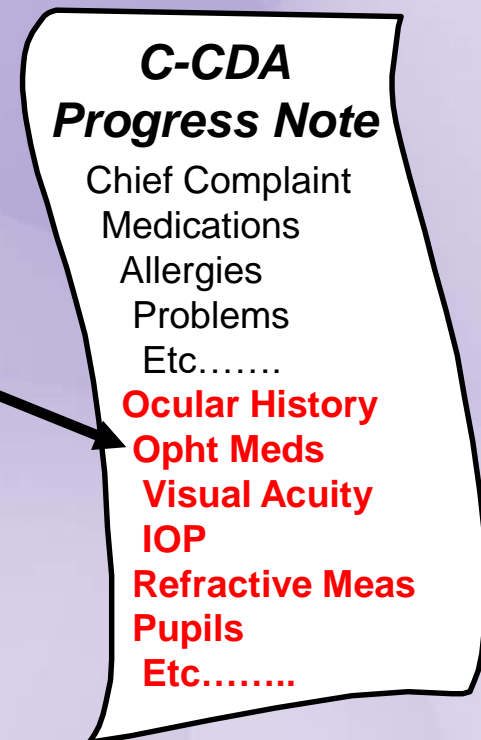 C-CDA
Progress Note
Chief Complaint
Medications
Allergies
Problems
Etc…….
Ocular History
Opht Meds
Visual Acuity
IOP
Refractive Meas
Pupils
Etc……..